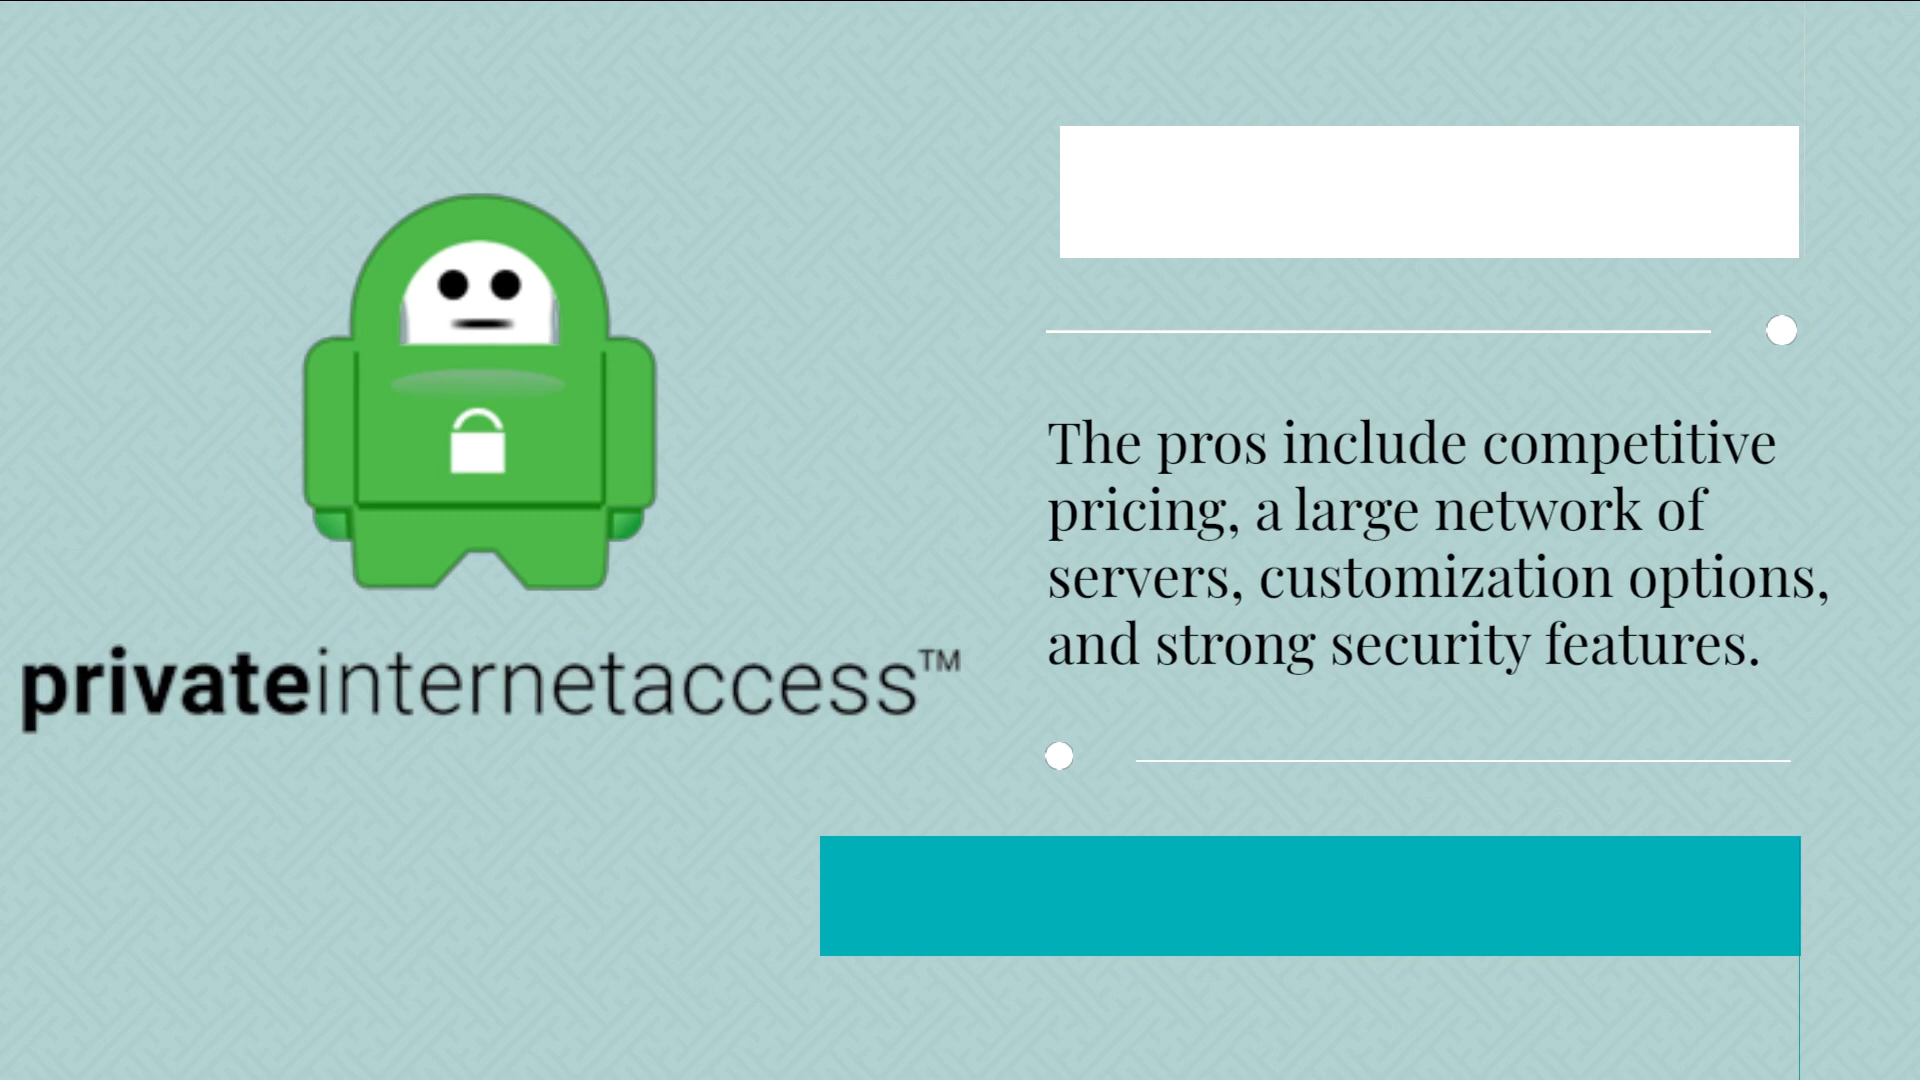 privateinternetaccess™
The pros include competitive
pricing, a large network of
servers, customization options,
and strong security features.